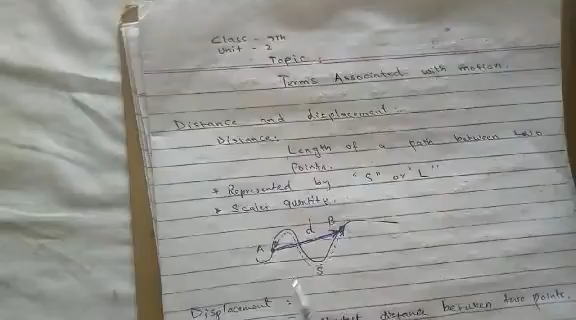 Class - 9th
Unit - 2
Topic:
Terms Associated with motion.
Distance and displacement.
Distance:
Length of a path between two
points.
* Represented by "S" or "L"
* Scaler quantity.
A d B
S
Displacement:
distance between two points.